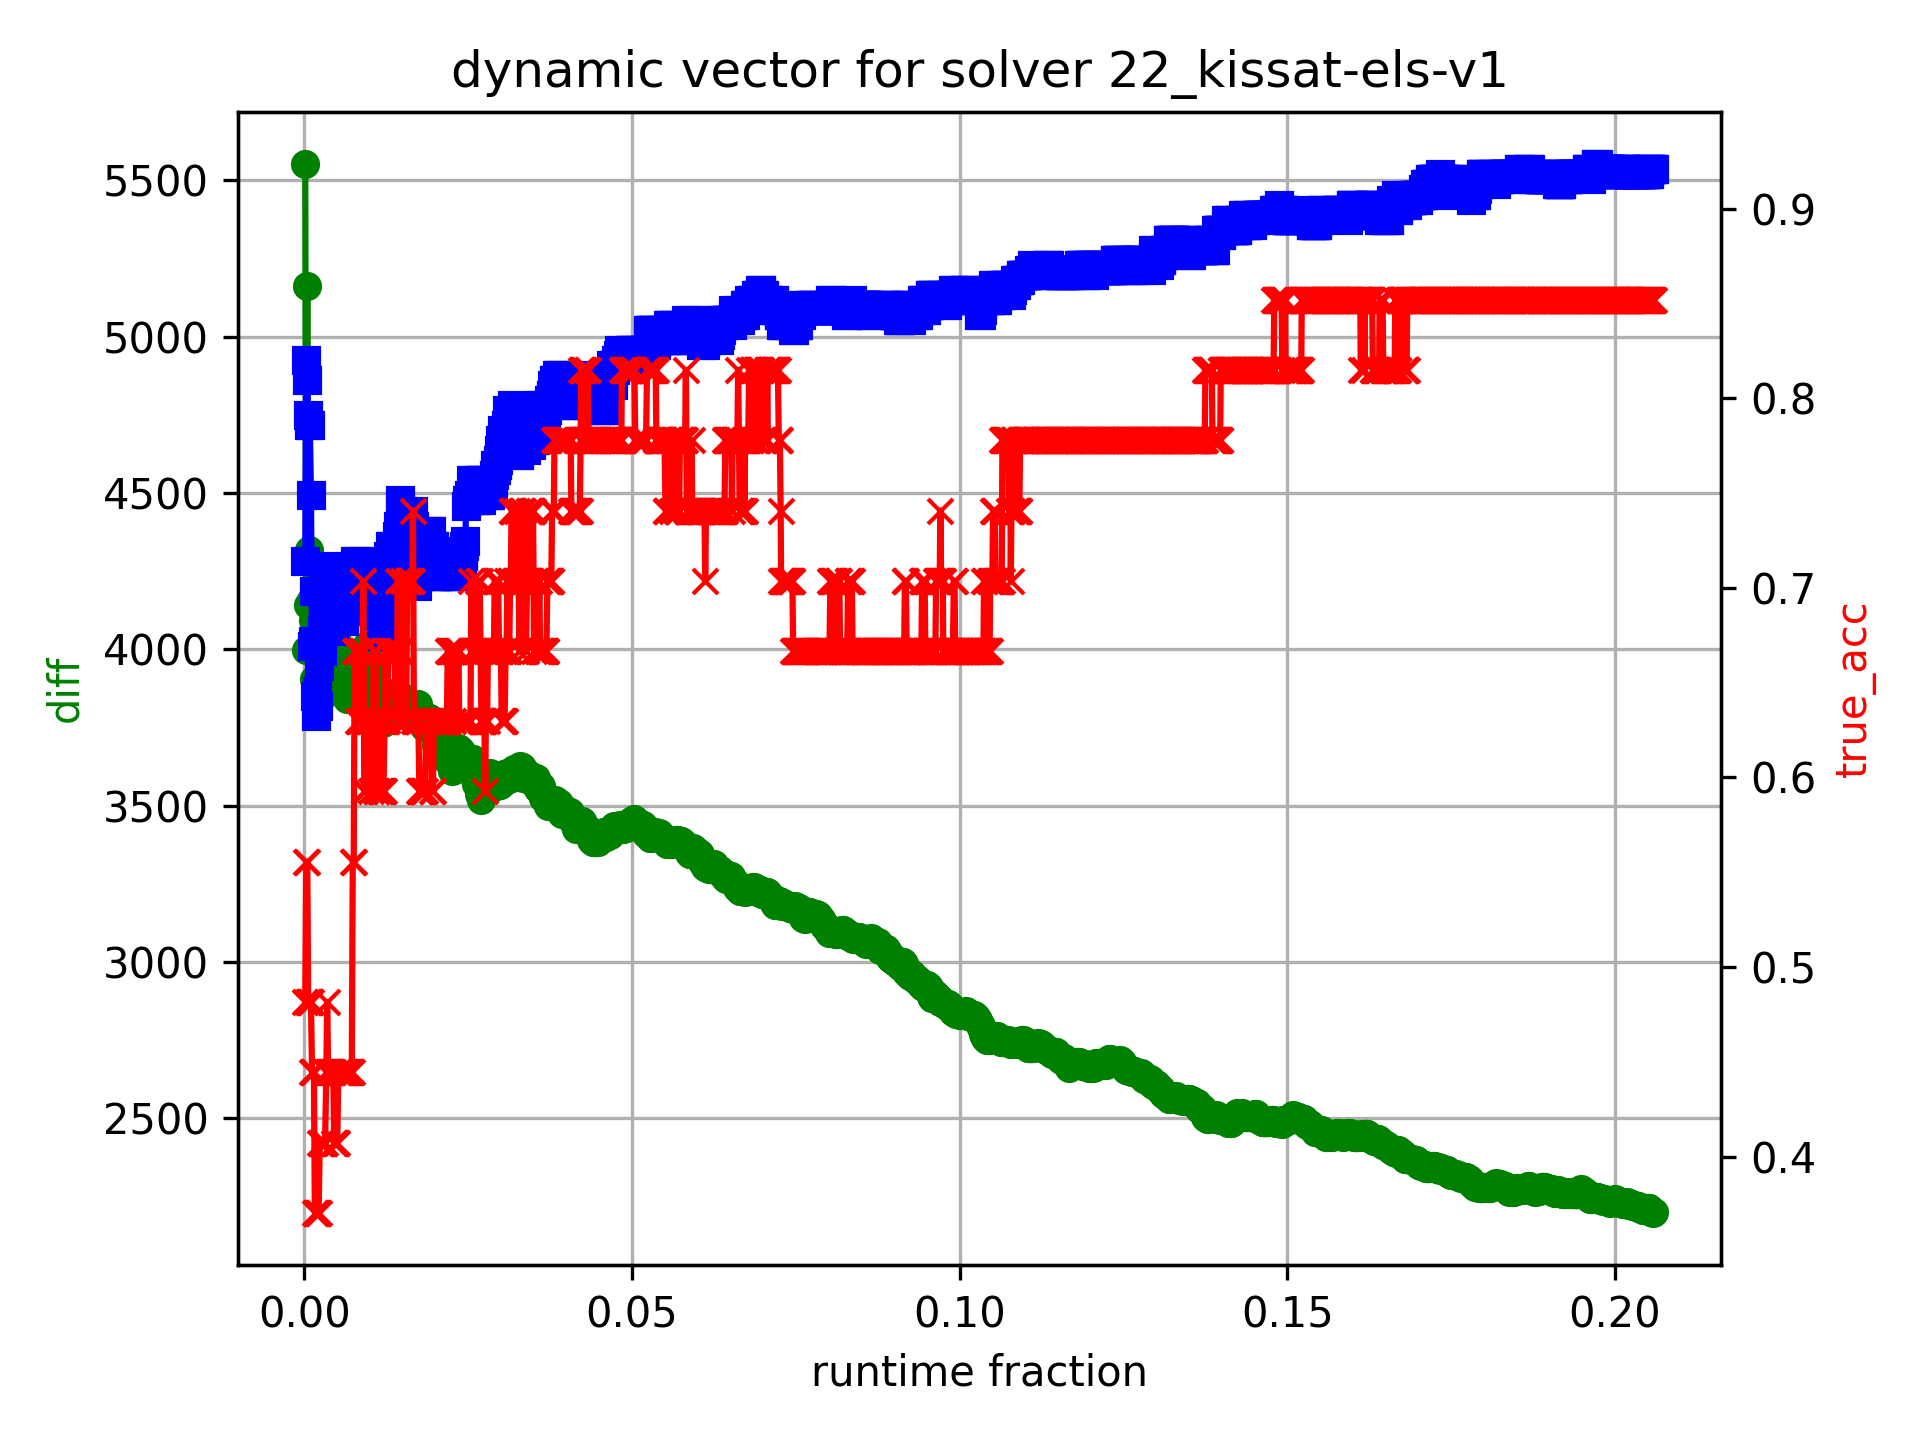 dynamic vector for solver 22_kissat-els-v1
5500
5000
4500
4000
3500
3000
2500
diff
0.9
0.8
0.7
0.6
0.5
0.4
true_acc
0.00 0.05 0.10 0.15 0.20
runtime fraction